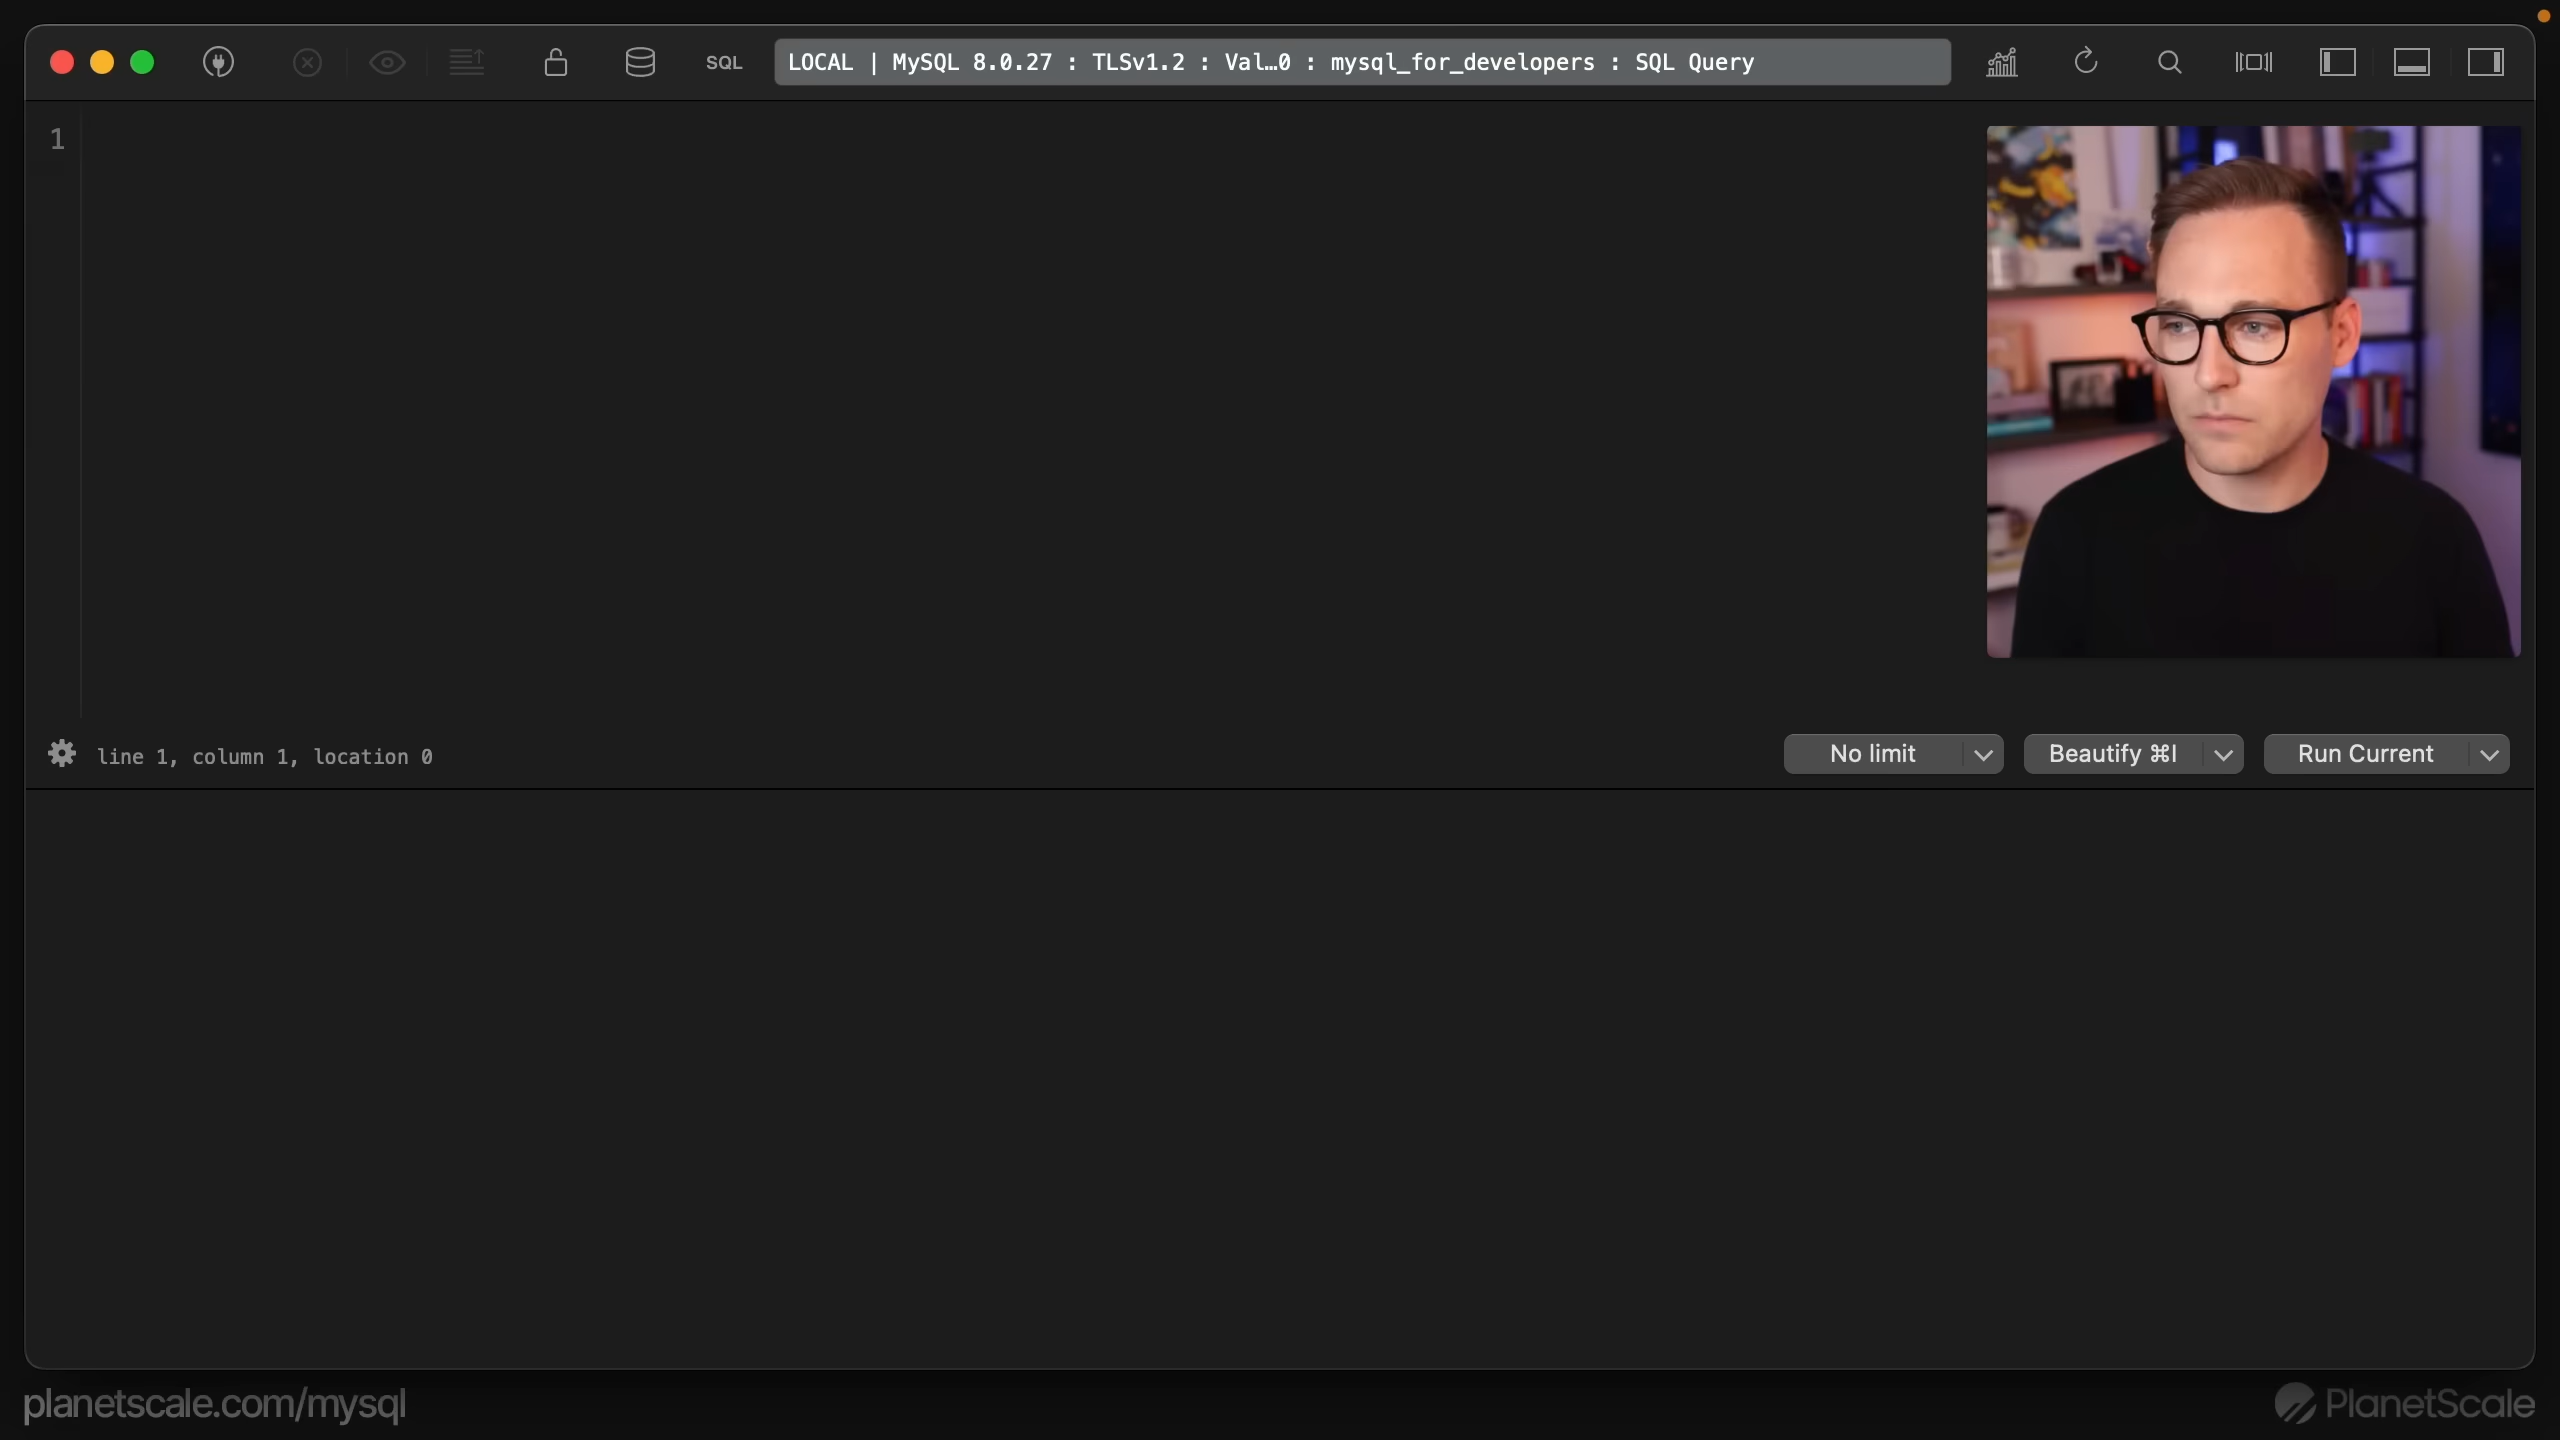 SQL
LOCAL | MySQL 8.0.27 : TLSv1.2 : Val…0 : mysql_for_developers : SQL Query
1
line 1, column 1, location 0
No limit
Beautify ⌘I
Run Current
planetscale.com/mysql
PlanetScale